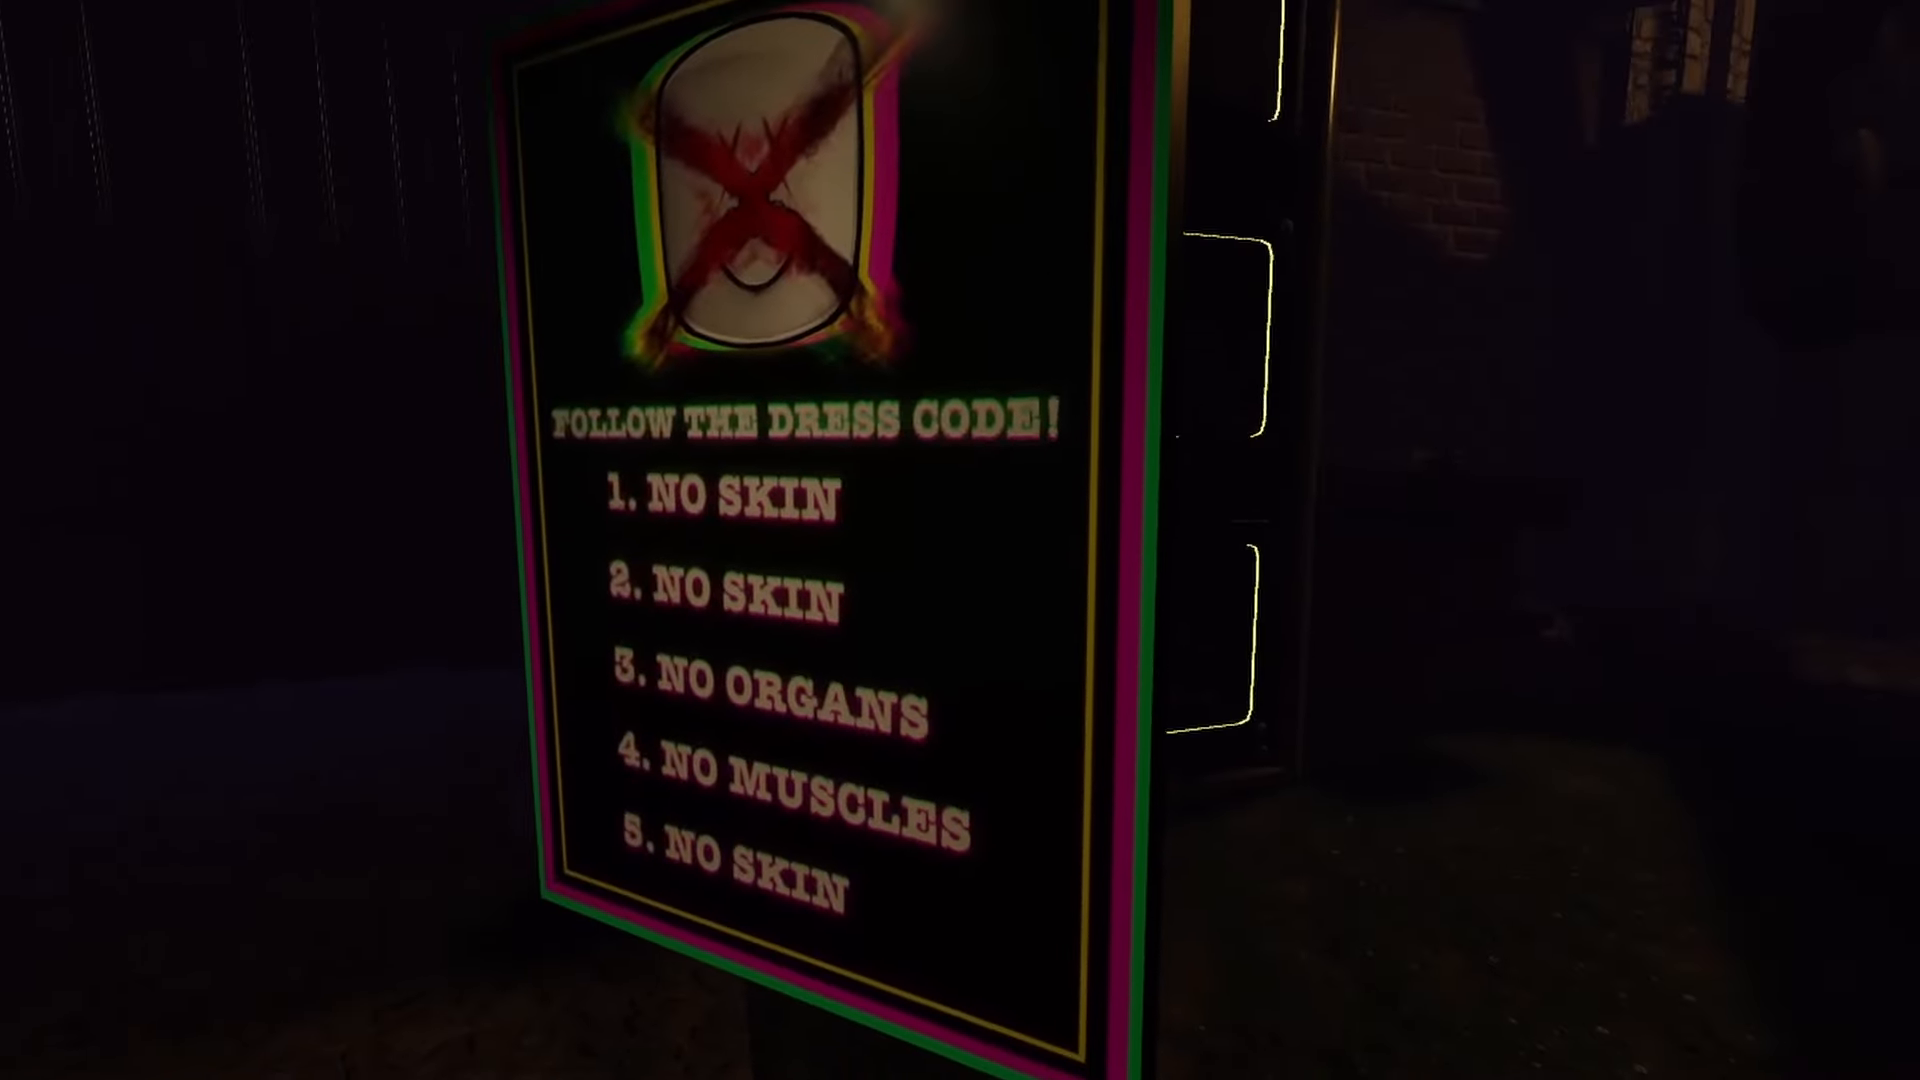 FOLLOW THE DRESS CODE!
1. NO SKIN
2. NO SKIN
3. NO ORGANS
4. NO MUSCLES
5. NO SKIN